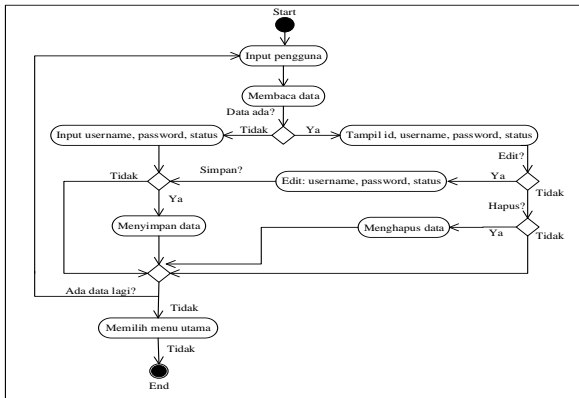 Start
Input pengguna
Membaca data
Data ada?
Input username, password, status
Tidak
Ya
Tampil id, username, password, status
Edit?
Tidak
Simpan?
Edit: username, password, status
Ya
Tidak
Ya
Hapus?
Menyimpan data
Menghapus data
Ya
Tidak
Ada data lagi?
Tidak
Memilih menu utama
Tidak
End